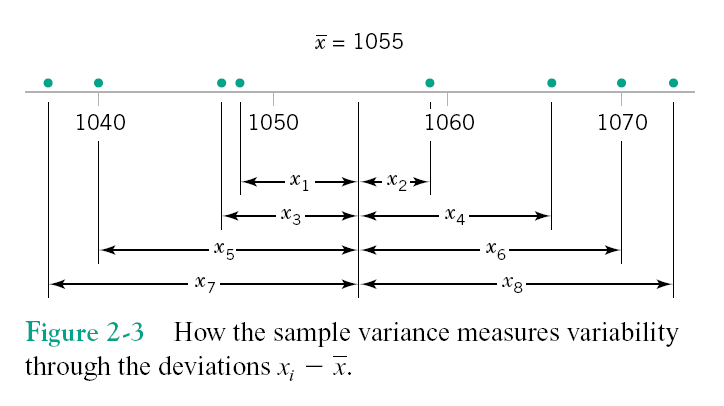 x̅ = 1055
1040 1050 1060 1070
x₁ x₂
x₃ x₄
x₅ x₆
x₇ x₈
Figure 2-3 How the sample variance measures variability
through the deviations xᵢ − x̅.